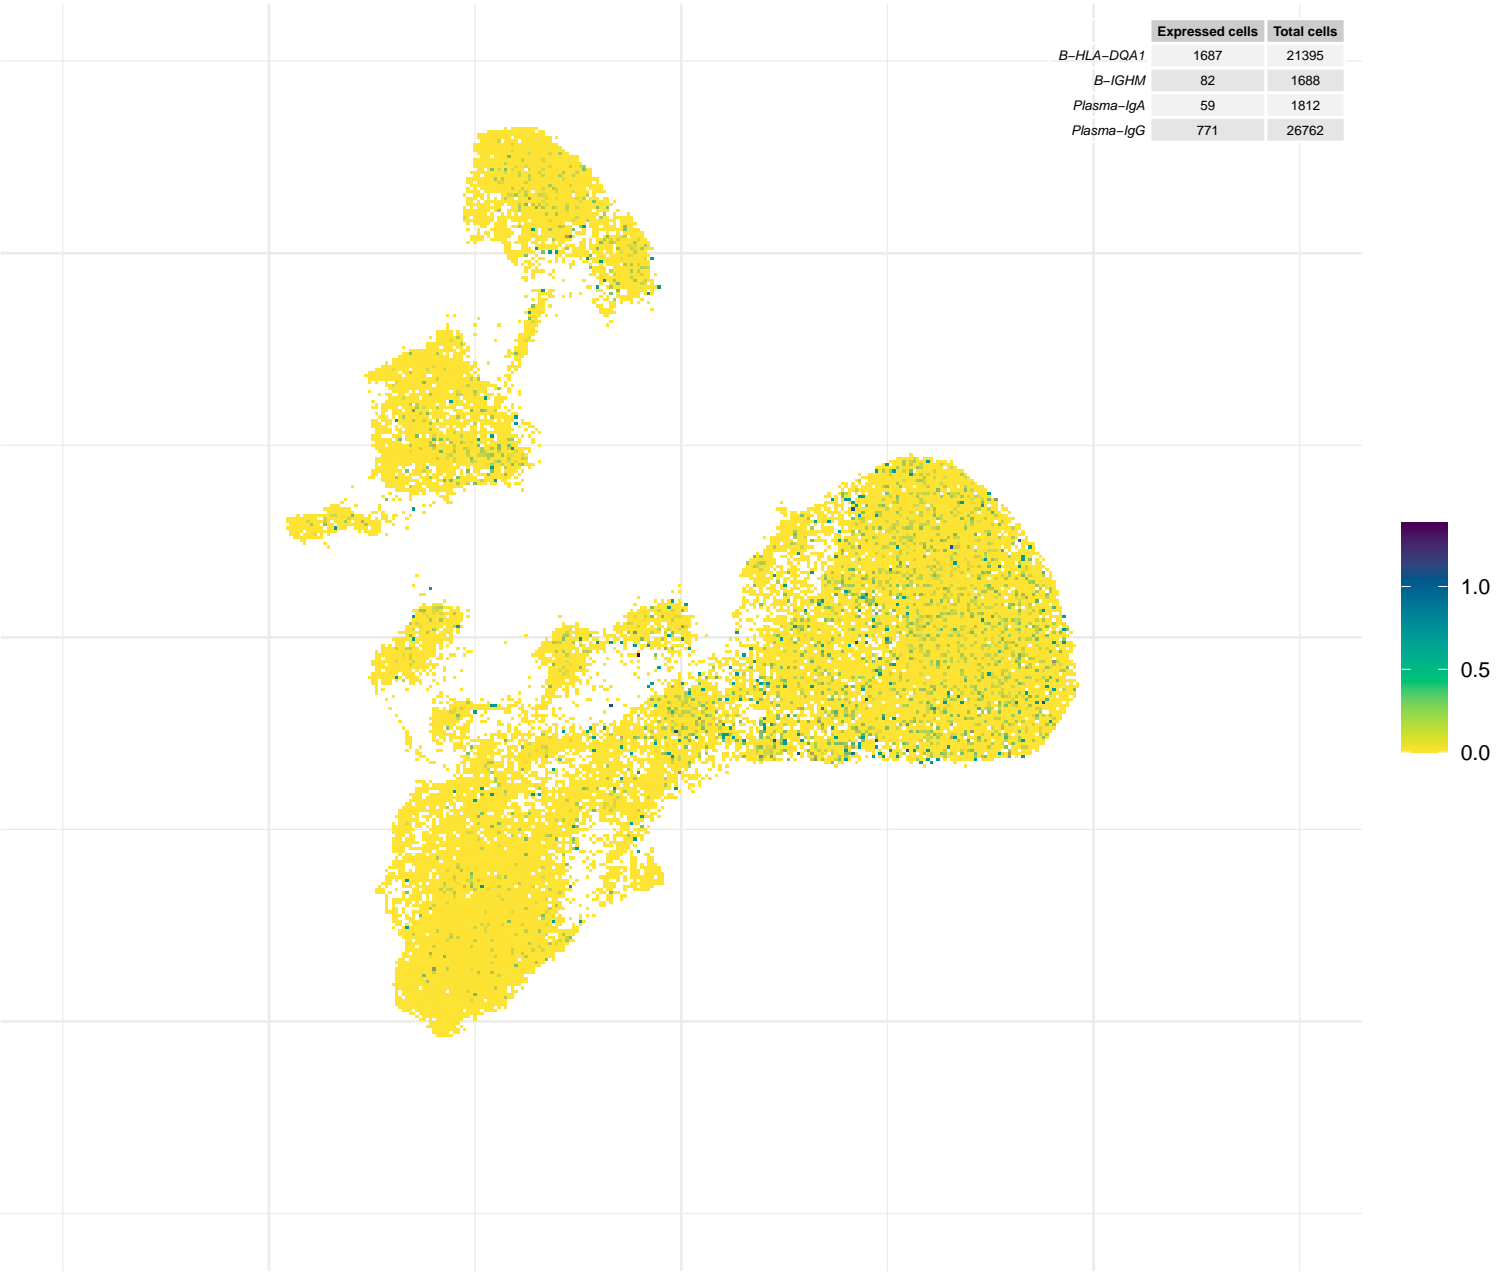 Expressed cells Total cells
B−HLA−DQA1 1687 21395
B−IGHM 82 1688
Plasma−IgA 59 1812
Plasma−IgG 771 26762
1.0
0.5
0.0